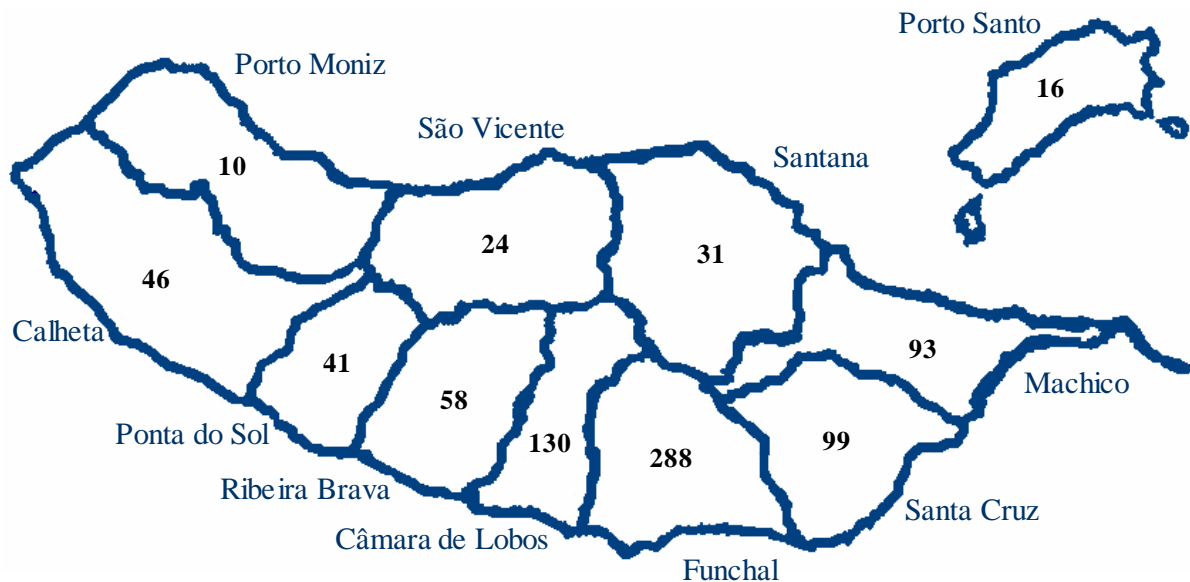 Porto Santo
16
Porto Moniz
São Vicente
Santana
10
24
31
46
Calheta
41
58
93
Machico
130
288
99
Ponta do Sol
Ribeira Brava
Câmara de Lobos
Funchal
Santa Cruz